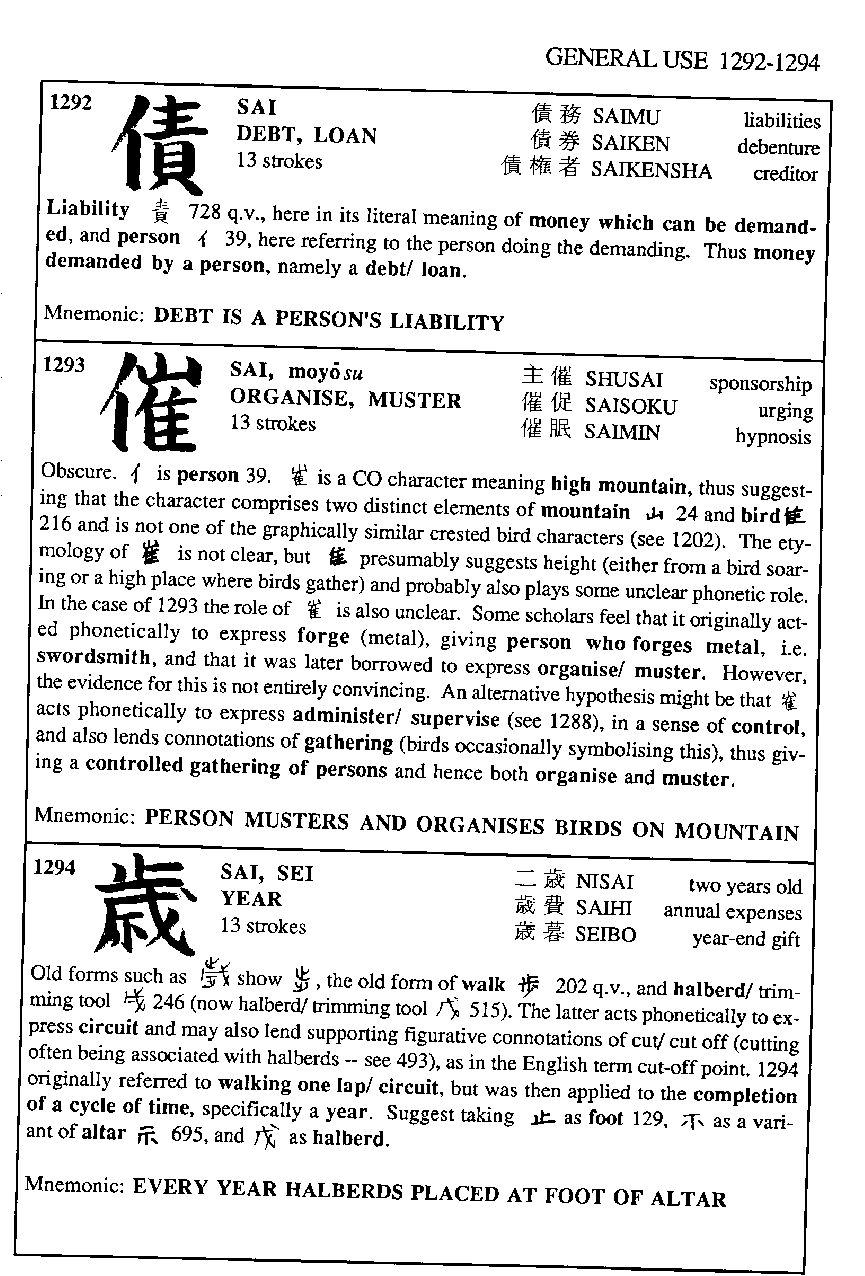 GENERAL USE 1292-1294
1292 債 SAI 債務 SAIMU liabilities
DEBT, LOAN 債券 SAIKEN debenture
13 strokes 債権者 SAIKENSHA creditor
Liability 責 728 q.v., here in its literal meaning of money which can be demand-
ed, and person 亻 39, here referring to the person doing the demanding. Thus money
demanded by a person, namely a debt/ loan.
Mnemonic: DEBT IS A PERSON'S LIABILITY
1293 催 SAI, moyōsu 主催 SHUSAI sponsorship
ORGANISE, MUSTER 催促 SAISOKU urging
13 strokes 催眠 SAIMIN hypnosis
Obscure. 亻 is person 39. 崔 is a CO character meaning high mountain, thus suggest-
ing that the character comprises two distinct elements of mountain 山 24 and bird 隹
216 and is not one of the graphically similar crested bird characters (see 1202). The ety-
mology of 崔 is not clear, but 隹 presumably suggests height (either from a bird soar-
ing or a high place where birds gather) and probably also plays some unclear phonetic role.
In the case of 1293 the role of 崔 is also unclear. Some scholars feel that it originally act-
ed phonetically to express forge (metal), giving person who forges metal, i.e.
swordsmith, and that it was later borrowed to express organise/ muster. However,
the evidence for this is not entirely convincing. An alternative hypothesis might be that 崔
acts phonetically to express administer/ supervise (see 1288), in a sense of control,
and also lends connotations of gathering (birds occasionally symbolising this), thus giv-
ing a controlled gathering of persons and hence both organise and muster.
Mnemonic: PERSON MUSTERS AND ORGANISES BIRDS ON MOUNTAIN
1294 歳 SAI, SEI 二歳 NISAI two years old
YEAR 歳費 SAIHI annual expenses
13 strokes 歳暮 SEIBO year-end gift
Old forms such as show 步, the old form of walk 歩 202 q.v., and halberd/ trim-
ming tool 246 (now halberd/ trimming tool 戊 515). The latter acts phonetically to ex-
press circuit and may also lend supporting figurative connotations of cut/ cut off (cutting
often being associated with halberds -- see 493), as in the English term cut-off point. 1294
originally referred to walking one lap/ circuit, but was then applied to the completion
of a cycle of time, specifically a year. Suggest taking 止 as foot 129, as a vari-
ant of altar 示 695, and 戊 as halberd.
Mnemonic: EVERY YEAR HALBERDS PLACED AT FOOT OF ALTAR